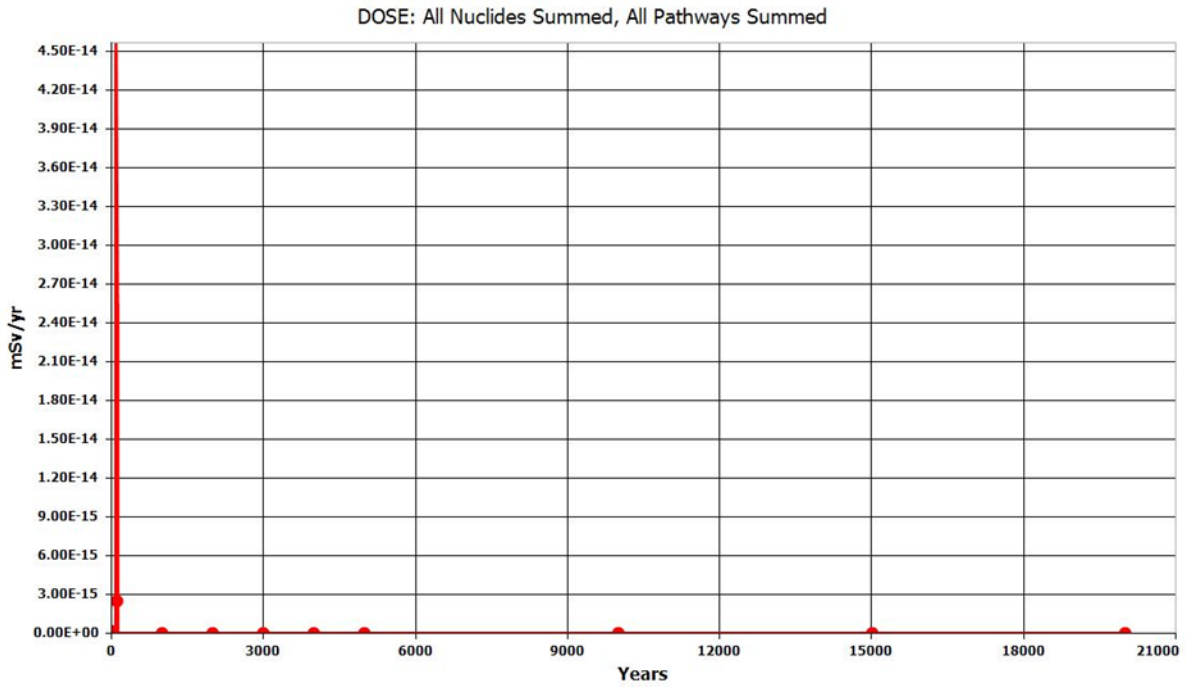 DOSE: All Nuclides Summed, All Pathways Summed
4.50E-14
4.20E-14
3.90E-14
3.60E-14
3.30E-14
3.00E-14
2.70E-14
2.40E-14
2.10E-14
1.80E-14
1.50E-14
1.20E-14
9.00E-15
6.00E-15
3.00E-15
0.00E+00
mSv/yr
0 3000 6000 9000 12000 15000 18000 21000
Years